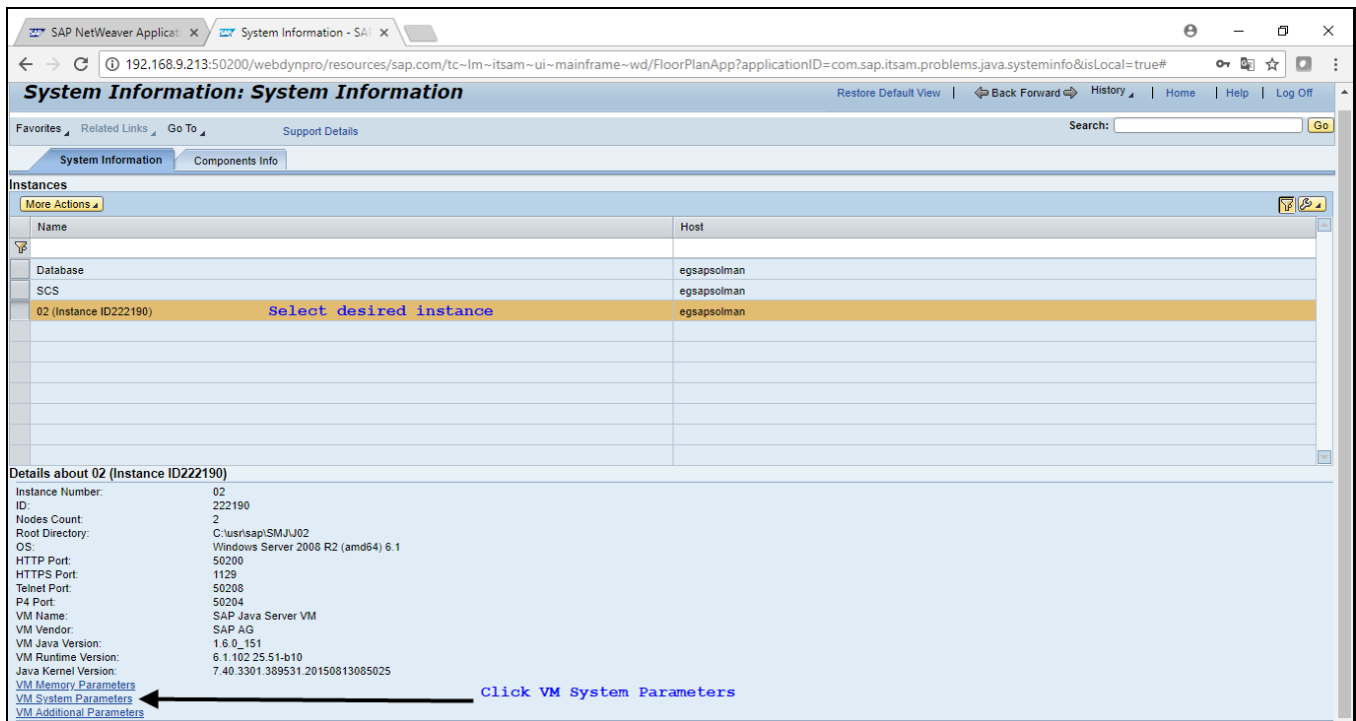 SAP NetWeaver Applicat
System Information - SA
192.168.9.213:50200/webdynpro/resources/sap.com/tc~lm~itsam~ui~mainframe~wd/FloorPlanApp?applicationID=com.sap.itsam.problems.java.systeminfo&isLocal=true#
System Information: System Information
Restore Default View | Back Forward History | Home | Help | Log Off
Favorites Related Links Go To Support Details Search: Go
System Information Components Info
Instances
More Actions
Name Host
Database egsapsolman
SCS egsapsolman
02 (Instance ID222190) Select desired instance egsapsolman
Details about 02 (Instance ID222190)
Instance Number: 02
ID: 222190
Nodes Count: 2
Root Directory: C:\usr\sap\SMJ\J02
OS: Windows Server 2008 R2 (amd64) 6.1
HTTP Port: 50200
HTTPS Port: 1129
Telnet Port: 50208
P4 Port: 50204
VM Name: SAP Java Server VM
VM Vendor: SAP AG
VM Java Version: 1.6.0_151
VM Runtime Version: 6.1.102 25.51-b10
Java Kernel Version: 7.40.3301.389531.20150813085025
VM Memory Parameters
VM System Parameters Click VM System Parameters
VM Additional Parameters